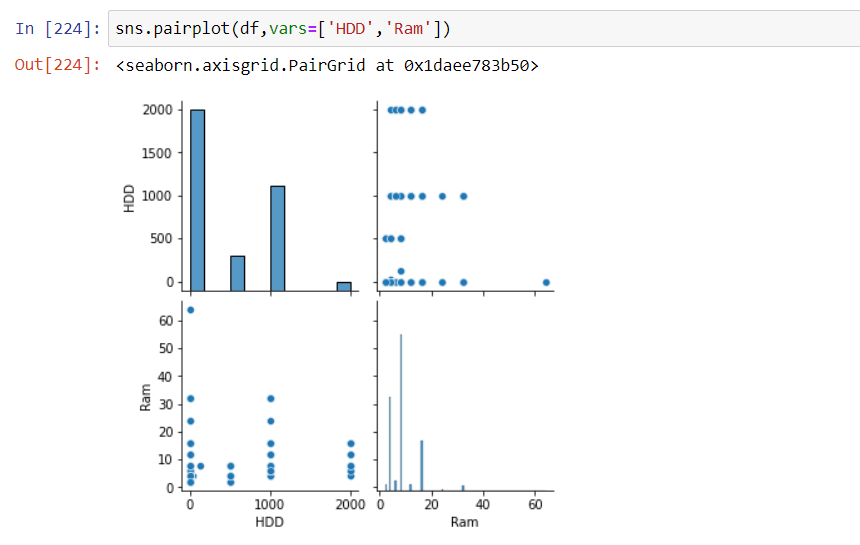 In [224]: sns.pairplot(df,vars=['HDD','Ram'])
Out[224]: <seaborn.axisgrid.PairGrid at 0x1daee783b50>
2000
1500
1000
500
0
HDD
60
50
40
30
20
10
0
Ram
0 1000 2000
HDD
0 20 40 60
Ram